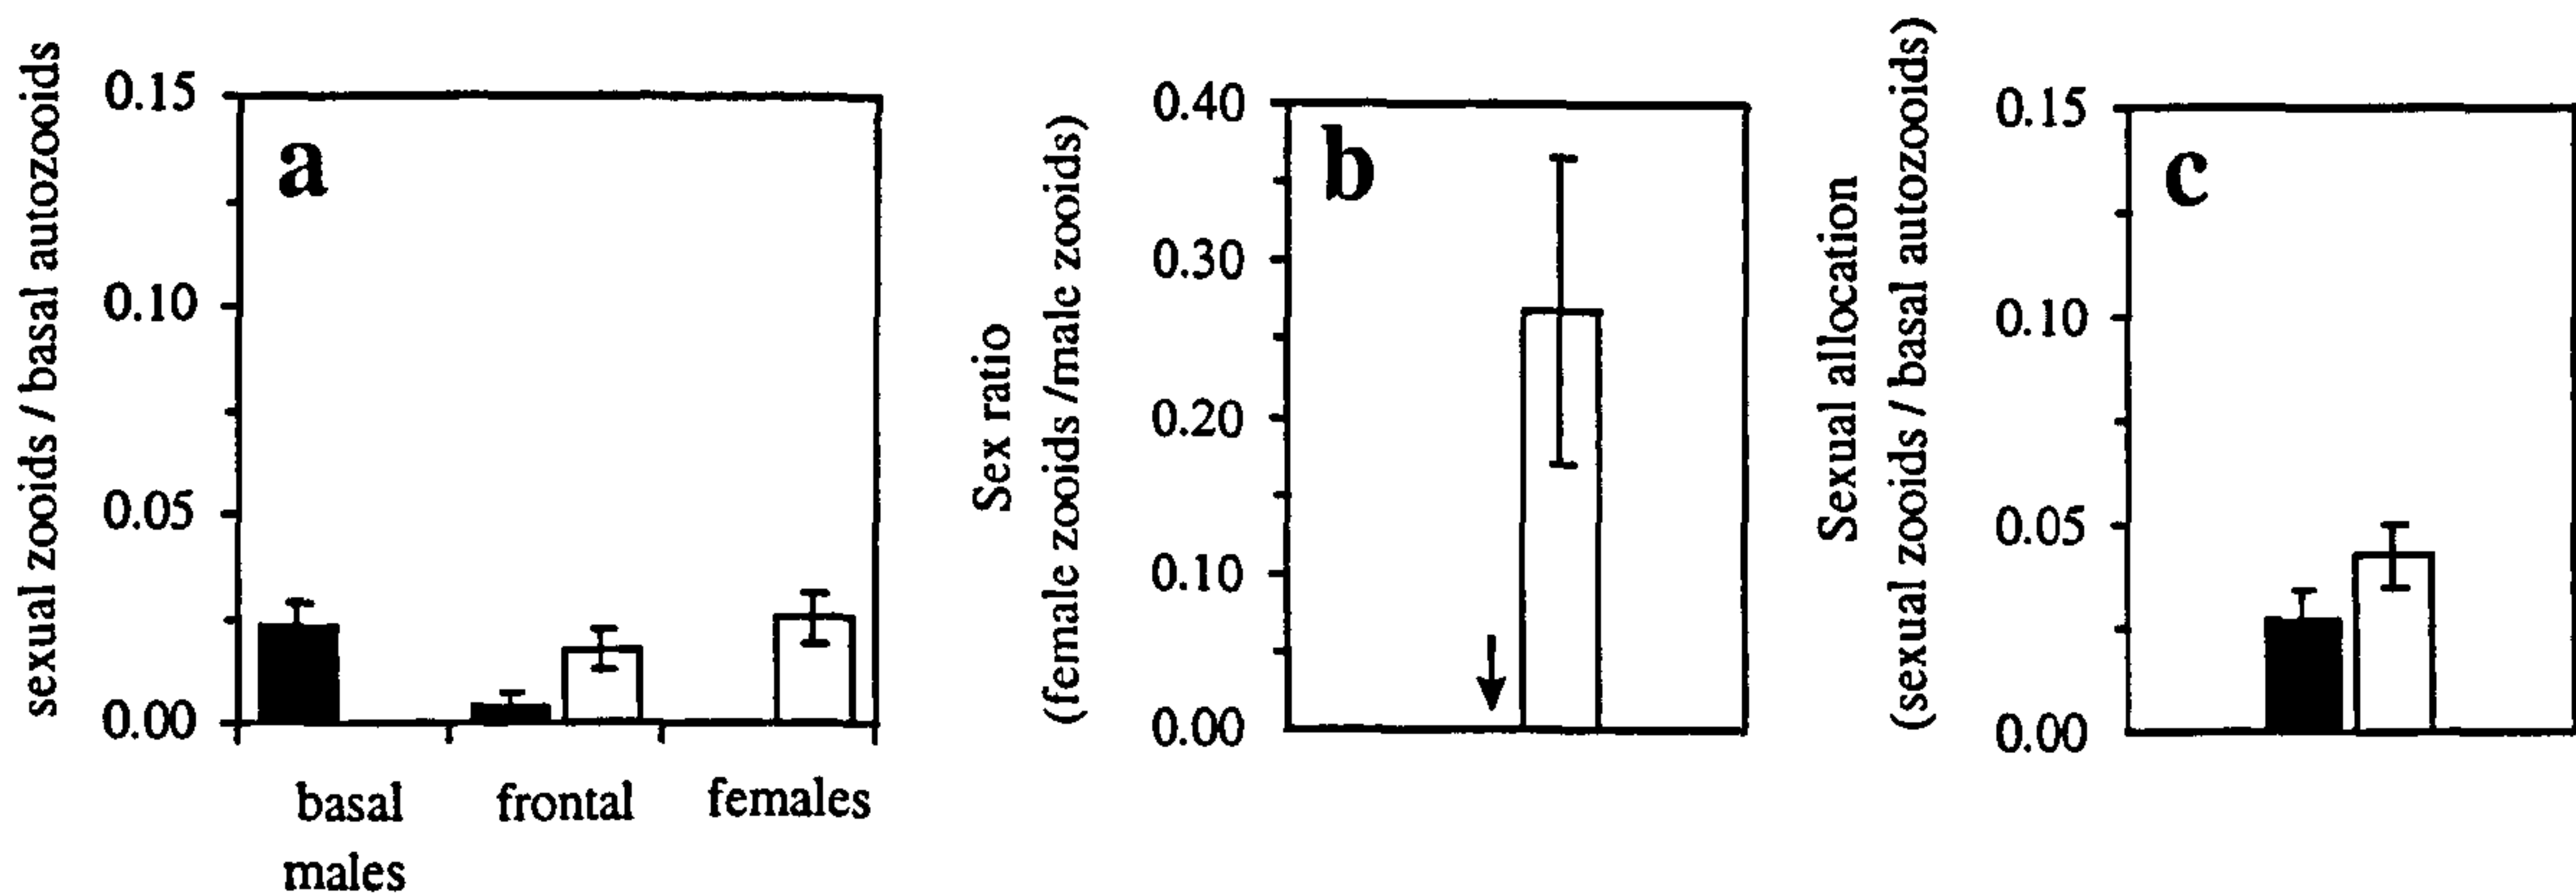 sexual zooids / basal autozooids
0.15
0.10
0.05
0.00
a
basal
males
frontal
females
Sex ratio
(female zooids /male zooids)
0.40
0.30
0.20
0.10
0.00
b
Sexual allocation
(sexual zooids / basal autozooids)
0.15
0.10
0.05
0.00
c